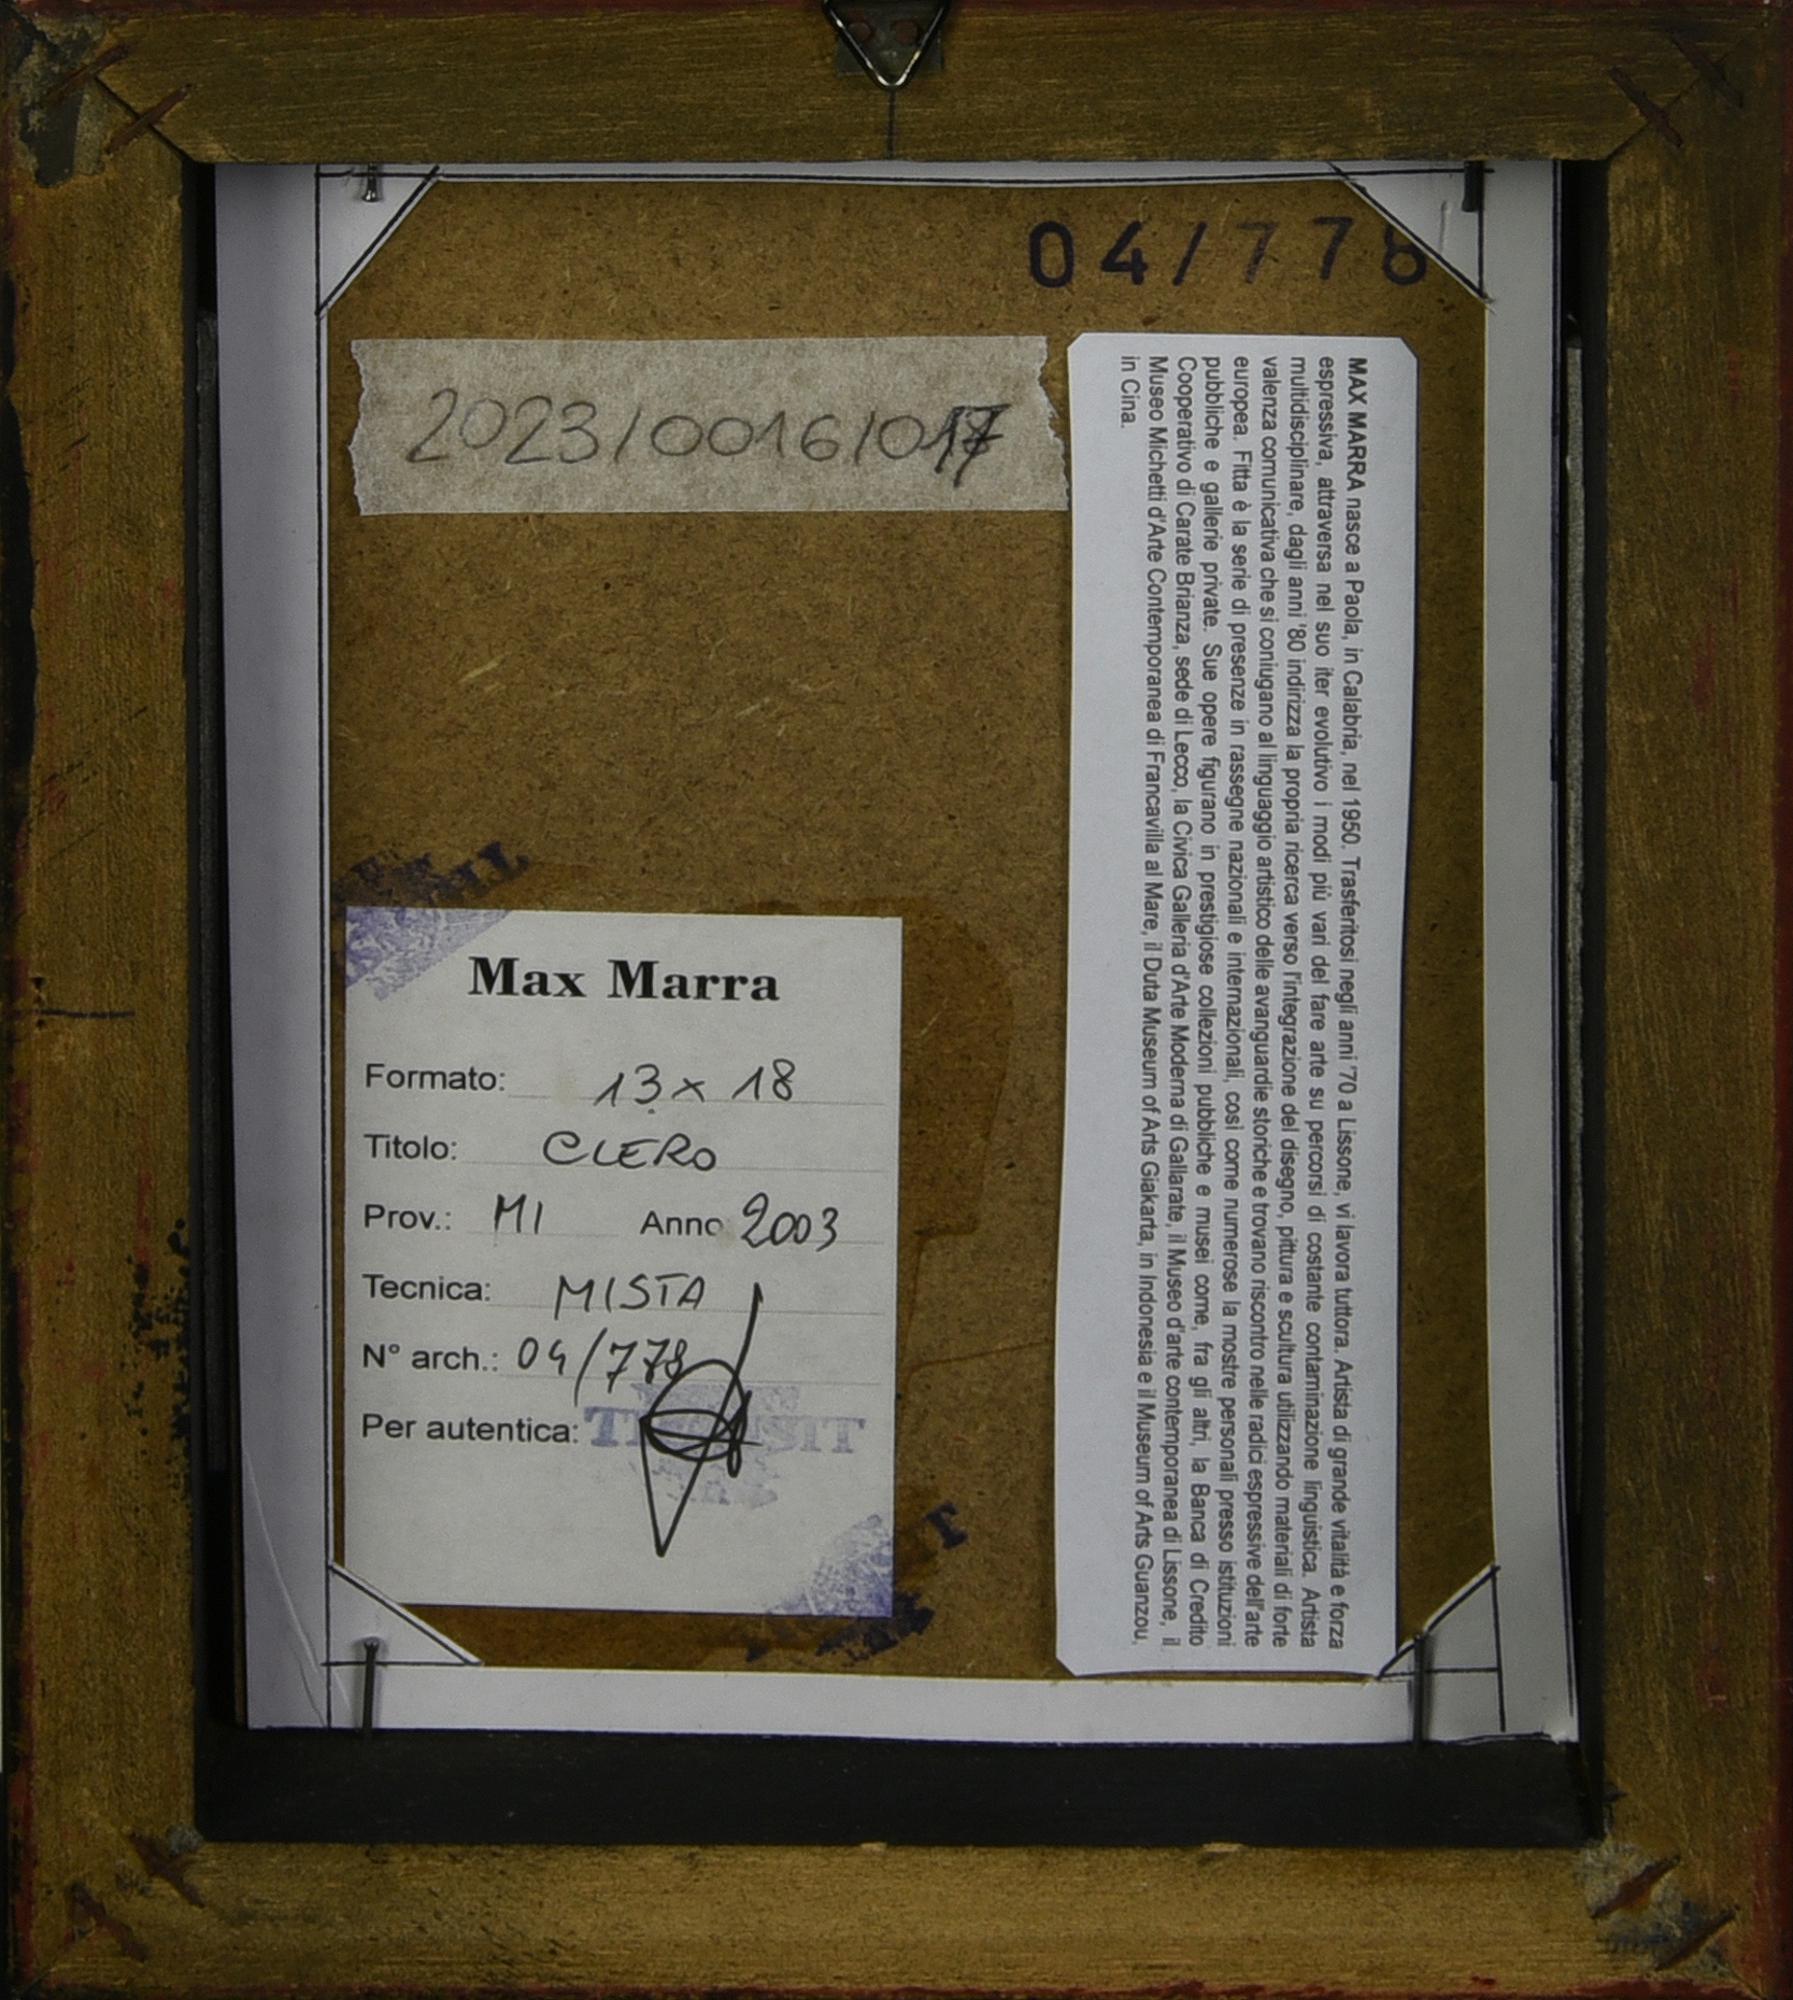 04/778
2023/0016/017
MAX MARRA nasce a Paola, in Calabria, nel 1950. Trasferitosi negli anni '70 a Lissone, vi lavora tuttora. Artista di grande vitalità e forza
espressiva, attraversa nel suo iter evolutivo i modi più vari del fare arte su percorsi di costante contaminazione linguistica. Artista
multidisciplinare, dagli anni '80 indirizza la propria ricerca verso l'integrazione del disegno, pittura e scultura utilizzando materiali di forte
valenza comunicativa che si coniugano al linguaggio artistico delle avanguardie storiche e trovano riscontro nelle radici espressive dell'arte
europea. Fitta è la serie di presenze in rassegne nazionali e internazionali, così come numerose la mostre personali presso istituzioni
pubbliche e gallerie private. Sue opere figurano in prestigiose collezioni pubbliche e musei come, fra gli altri, la Banca di Credito
Cooperativo di Carate Brianza, sede di Lecco, la Civica Galleria d'Arte Moderna di Gallarate, il Museo d'arte contemporanea di Lissone, il
Museo Michetti d'Arte Contemporanea di Francavilla al Mare, il Duta Museum of Arts Giakarta, in Indonesia e il Museum of Arts Guanzou,
in Cina.
Max Marra
Formato: 13 x 18
Titolo: CLERO
Prov.: MI Anno 2003
Tecnica: MISTA
N° arch.: 04/778
Per autentica: